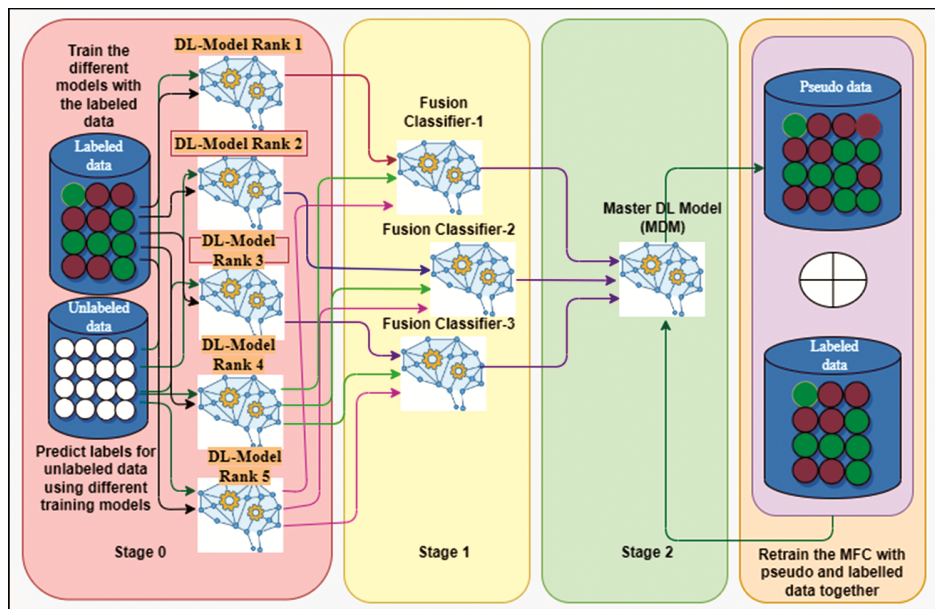 Train the
different
models with
the labeled
data
Labeled
data
Unlabeled
data
Predict labels for
unlabeled data
using different
training models
DL-Model Rank 1
DL-Model Rank 2
DL-Model
Rank 3
DL-Model
Rank 4
DL-Model
Rank 5
Stage 0
Fusion
Classifier-1
Fusion Classifier-2
Fusion Classifier-3
Stage 1
Master DL Model
(MDM)
Stage 2
Pseudo data
Labeled
data
Retrain the MFC with
pseudo and labelled
data together